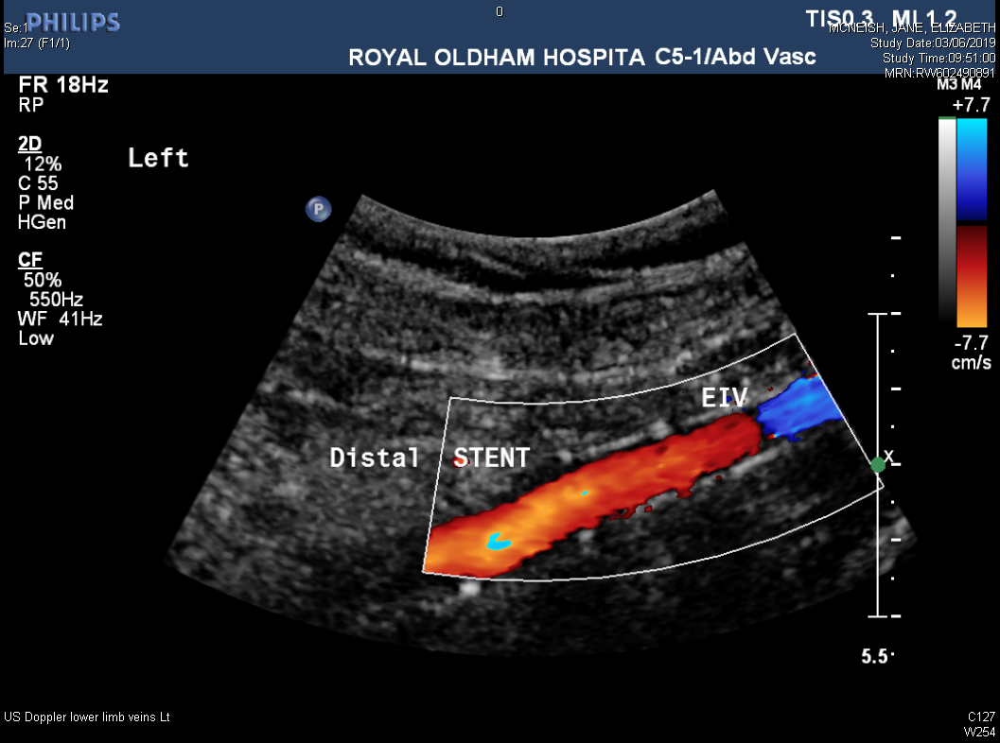 0
Se:1
PHILIPS
TIS0.3 MI 1.2
MCNEISH, JANE, ELIZABETH
Im:27 (F1/1)
Study Date:03/06/2019
ROYAL OLDHAM HOSPITA C5-1/Abd Vasc
Study Time:09:51:00
MRN:RW602490891
FR 18Hz
M3 M4
RP
+7.7
2D
12%
C 55
P Med
HGen
Left
P
CF
50%
550Hz
WF 41Hz
Low
-7.7
cm/s
EIV
Distal STENT
x
5.5
US Doppler lower limb veins Lt
C127
W254